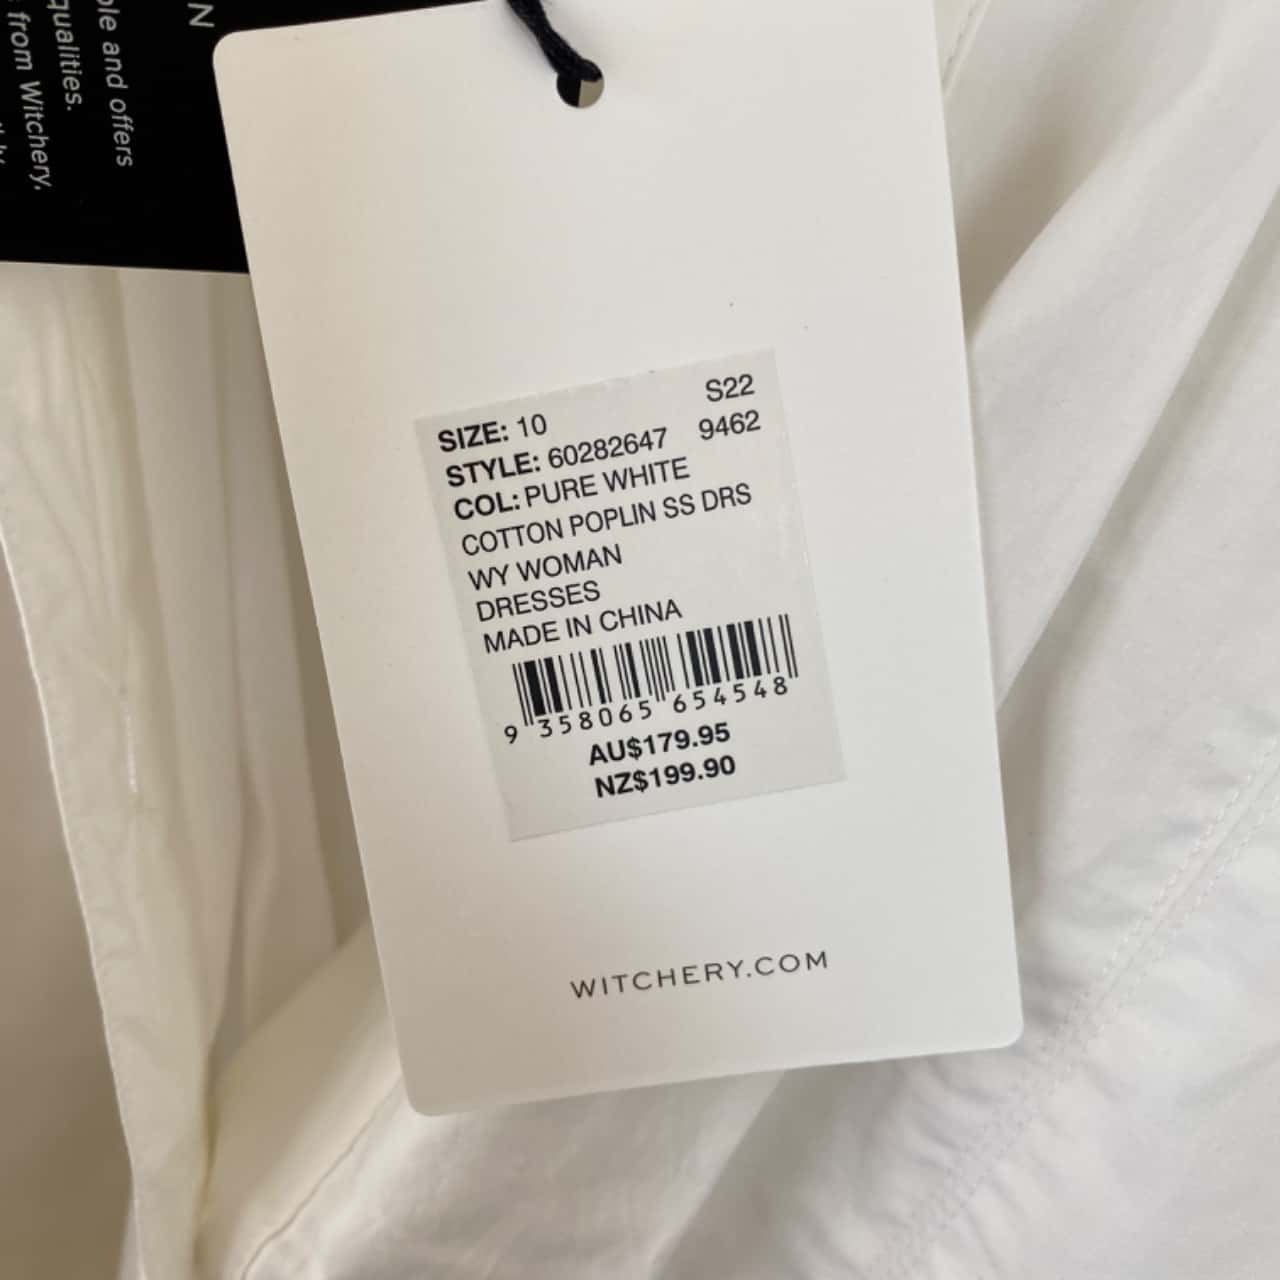 N
ple and offers
qualities.
from Witchery.
SIZE: 10 S22
STYLE: 60282647 9462
COL: PURE WHITE
COTTON POPLIN SS DRS
WY WOMAN
DRESSES
MADE IN CHINA
9 358065 654548
AU$179.95
NZ$199.90
WITCHERY.COM